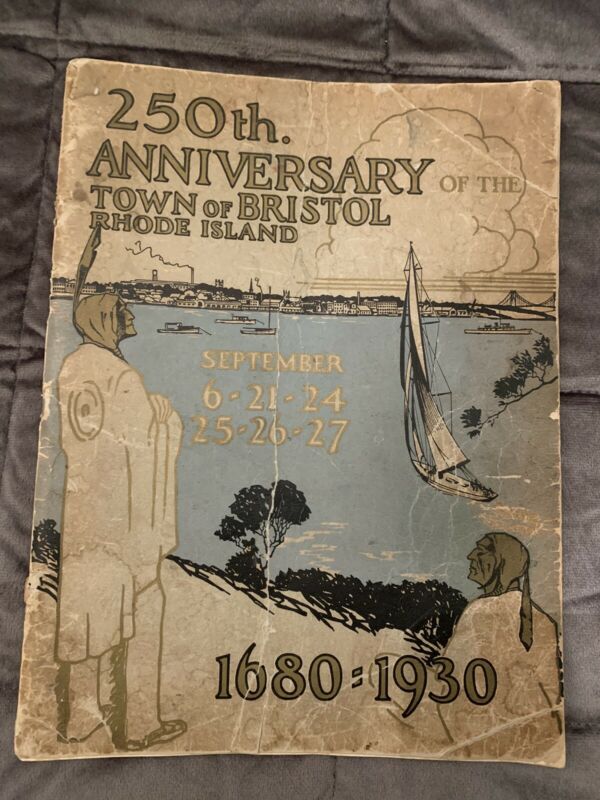 250th.
ANNIVERSARY OF THE
TOWN OF BRISTOL
RHODE ISLAND
SEPTEMBER
6-21-24
25-26-27
1680=1930